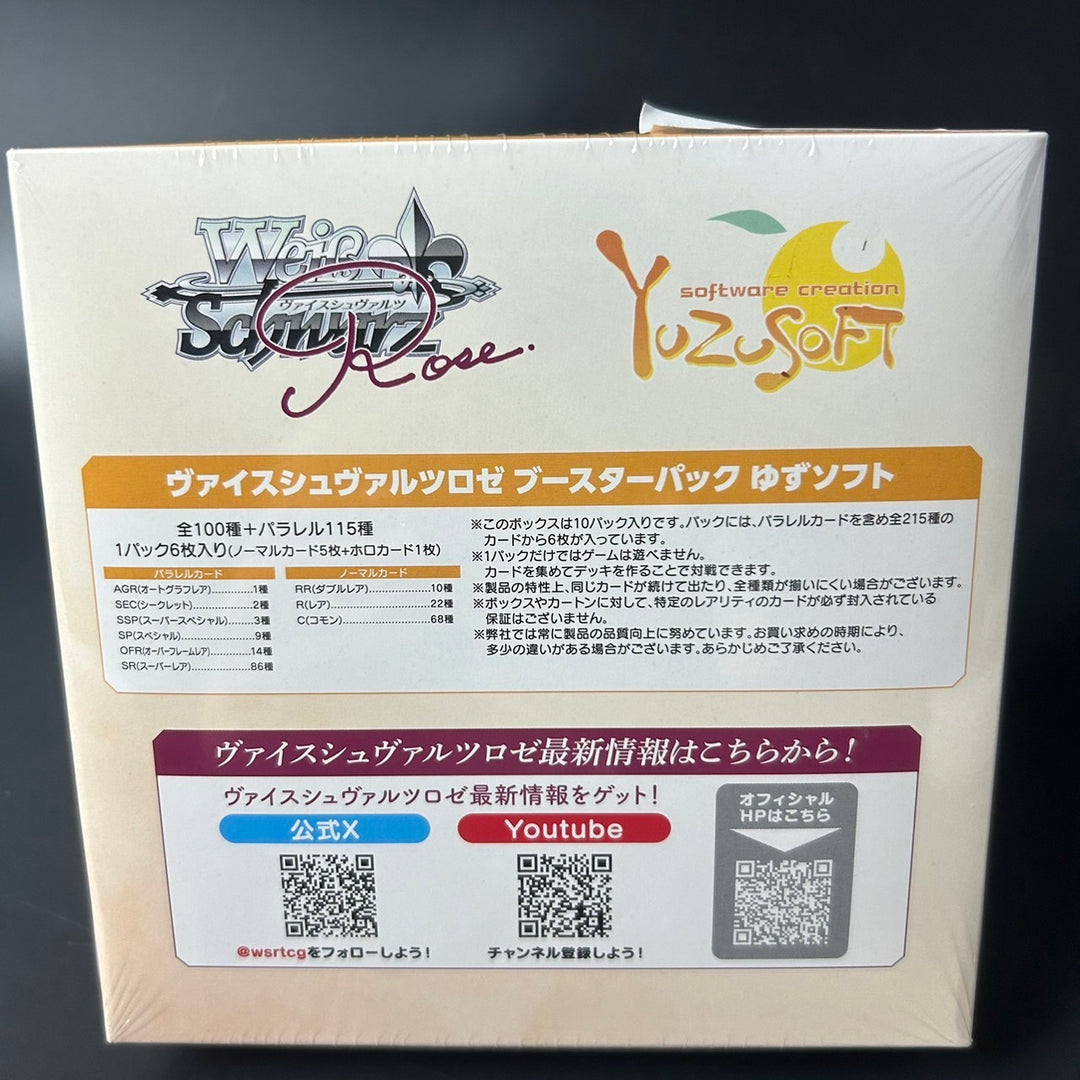 Weiß
Schwarz
ヴァイスシュヴァルツ
Rose.
software creation
YUZUSOFT
ヴァイスシュヴァルツロゼ ブースターパック ゆずソフト
全100種+パラレル115種
1パック6枚入り(ノーマルカード5枚+ホロカード1枚)
パラレルカード
AGR(オートグラフレア)..............1種
SEC(シークレット)....................2種
SSP(スーパースペシャル)........3種
SP(スペシャル)........................9種
OFR(オーバーフレームレア)........14種
SR(スーパーレア)..................86種
ノーマルカード
RR(ダブルレア)....................10種
R(レア)................................22種
C(コモン)............................68種
※このボックスは10パック入りです。パックには、パラレルカードを含め全215種の
カードから6枚が入っています。
※1パックだけではゲームは遊べません。
カードを集めてデッキを作ることで対戦できます。
※製品の特性上、同じカードが続けて出たり、全種類が揃いにくい場合がございます。
※ボックスやカートンに対して、特定のレアリティのカードが必ず封入されている
保証はございません。
※弊社では常に製品の品質向上に努めています。お買い求めの時期により、
多少の違いがある場合がございます。あらかじめご了承ください。
ヴァイスシュヴァルツロゼ最新情報はこちらから!
ヴァイスシュヴァルツロゼ最新情報をゲット!
公式X
@wsrtcgをフォローしよう!
Youtube
チャンネル登録しよう!
オフィシャル
HPはこちら